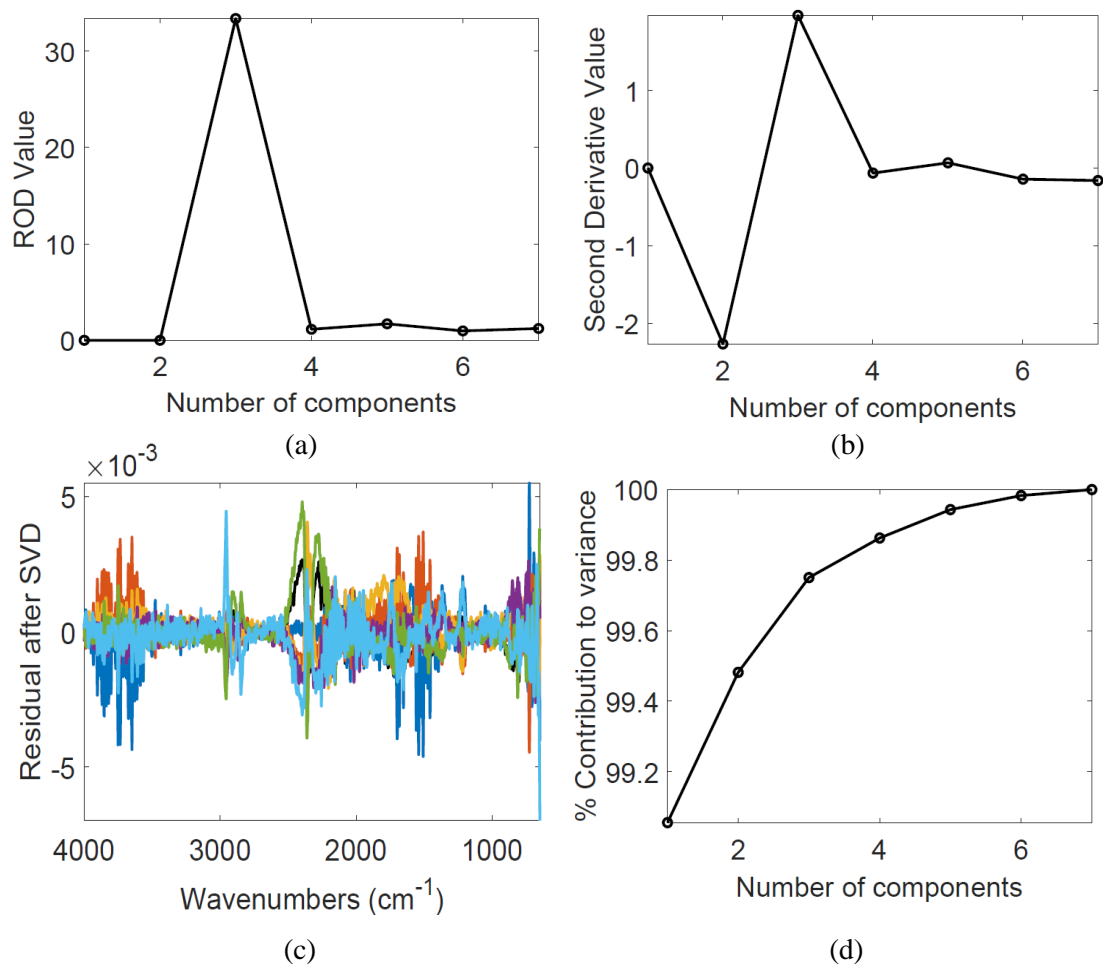 30
20
10
0
ROD Value
2
4
6
Number of components
(a)
1
0
-1
-2
Second Derivative Value
2
4
6
Number of components
(b)
×10-3
5
0
-5
Residual after SVD
4000
3000
2000
1000
Wavenumbers (cm-1)
(c)
100
99.8
99.6
99.4
99.2
% Contribution to variance
2
4
6
Number of components
(d)